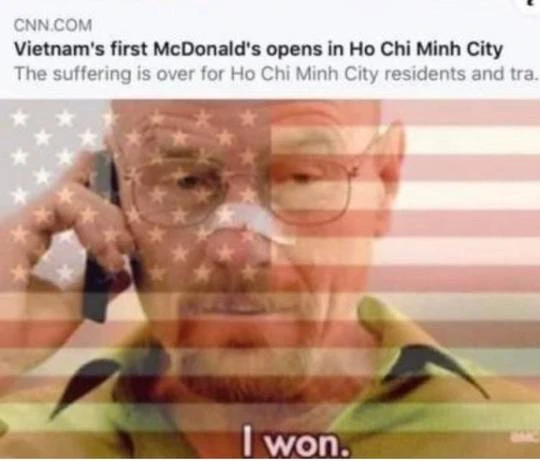 CNN.COM
Vietnam's first McDonald's opens in Ho Chi Minh City
The suffering is over for Ho Chi Minh City residents and tra.
I won.